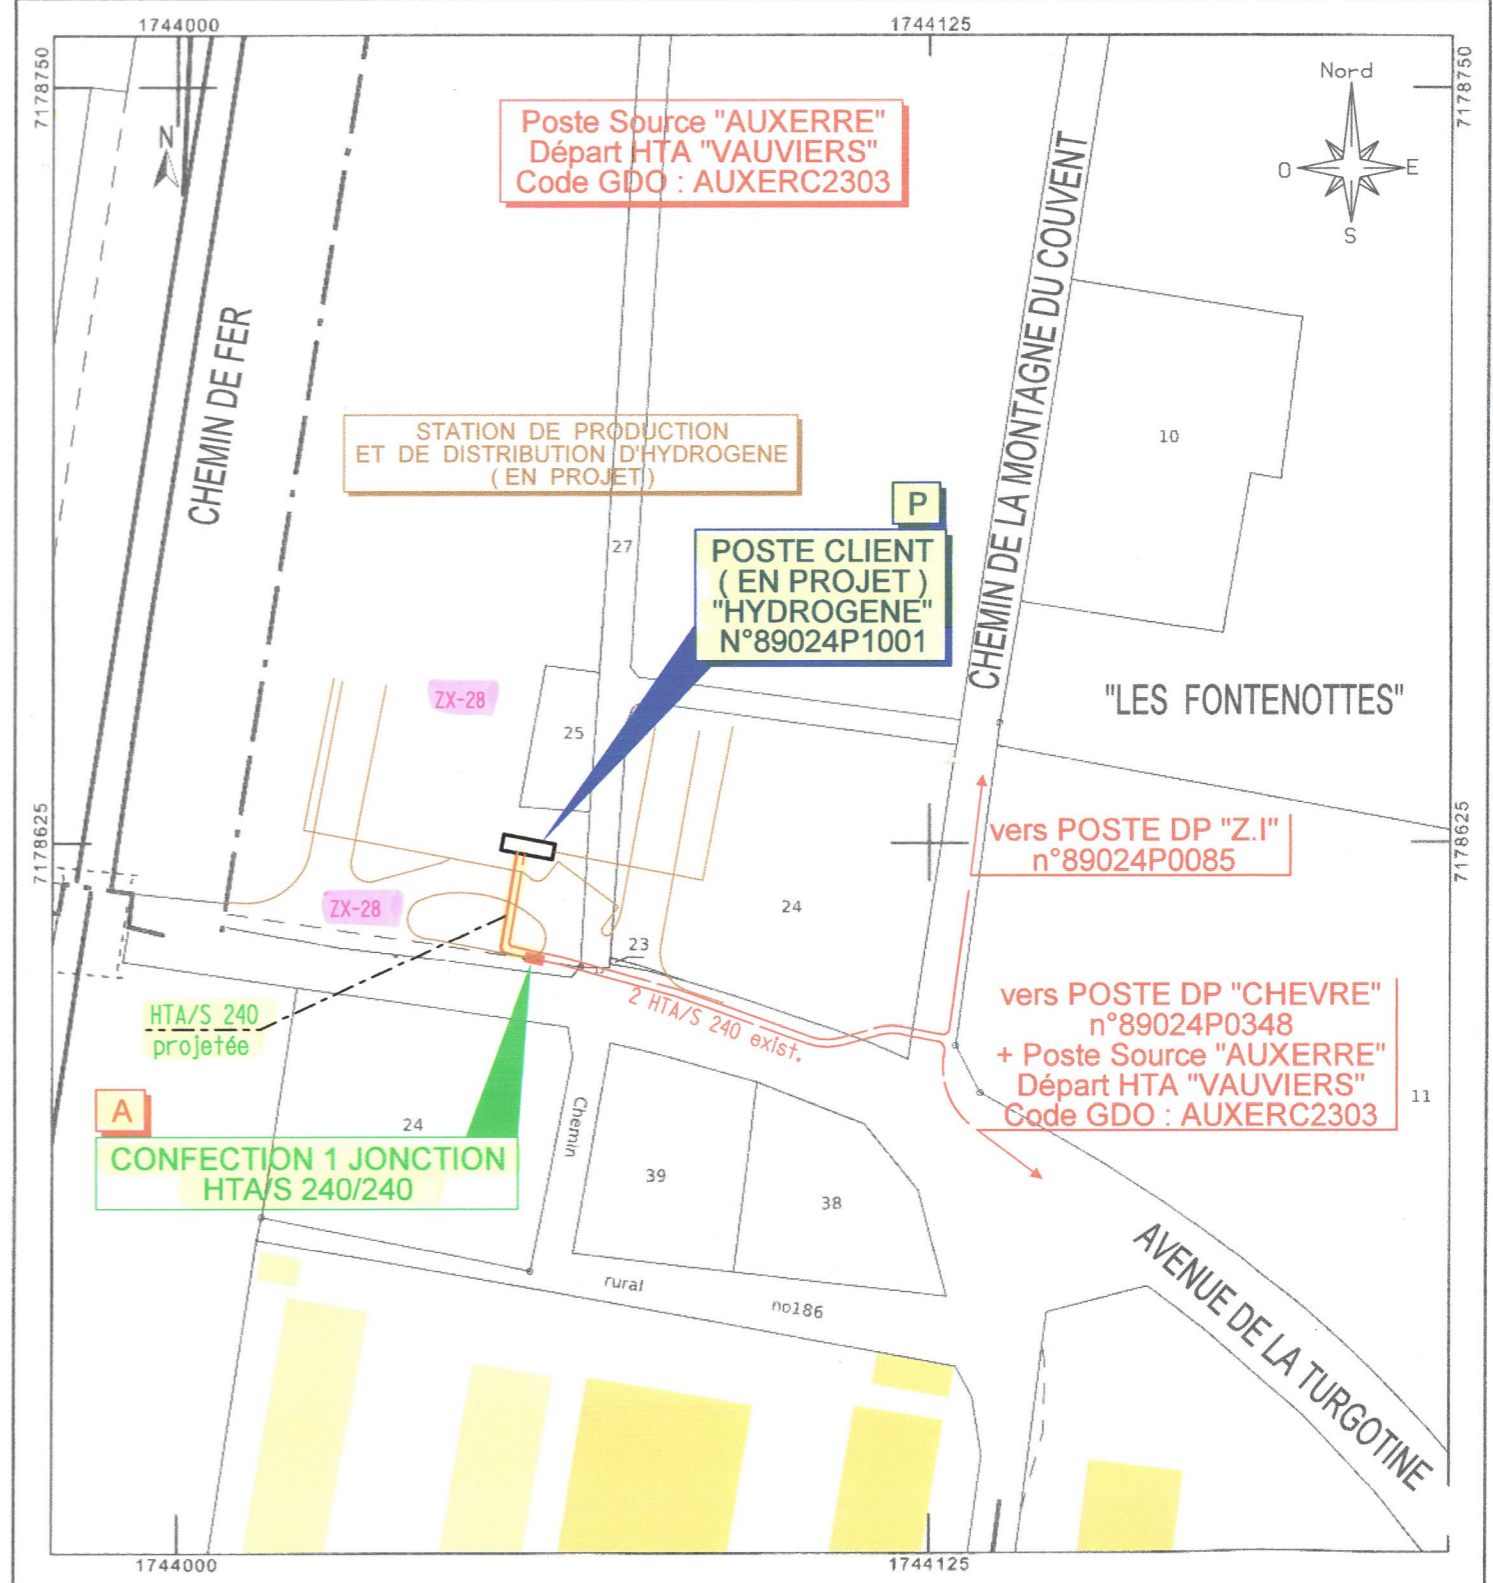 1744000
1744125
7178750
7178750
Nord
N
O
E
S
Poste Source "AUXERRE"
Départ HTA "VAUVIERS"
Code GDO : AUXERC2303
CHEMIN DE FER
CHEMIN DE LA MONTAGNE DU COUVENT
STATION DE PRODUCTION
ET DE DISTRIBUTION D'HYDROGENE
( EN PROJET )
10
27
P
POSTE CLIENT
( EN PROJET )
"HYDROGENE"
N°89024P1001
ZX-28
25
"LES FONTENOTTES"
7178625
7178625
vers POSTE DP "Z.I"
n°89024P0085
ZX-28
24
23
2 HTA/S 240 exist.
HTA/S 240
projetée
vers POSTE DP "CHEVRE"
n°89024P0348
+ Poste Source "AUXERRE"
Départ HTA "VAUVIERS"
Code GDO : AUXERC2303
11
A
CONFECTION 1 JONCTION
HTA/S 240/240
24
Chemin
39
38
rural
no186
AVENUE DE LA TURGOTINE
1744000
1744125